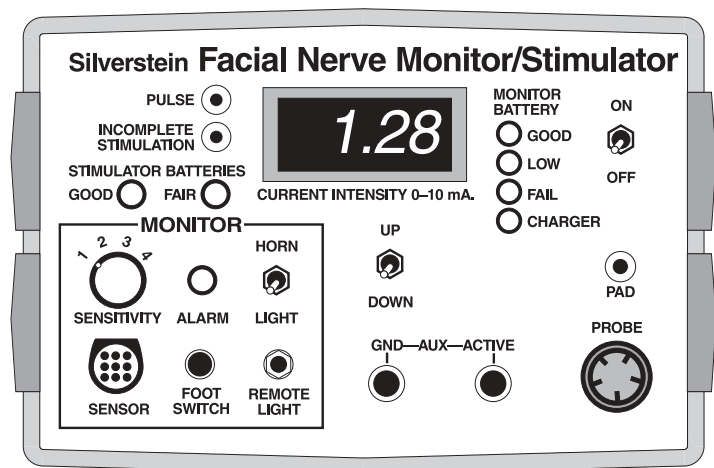 Silverstein Facial Nerve Monitor/Stimulator
PULSE
INCOMPLETE
STIMULATION
STIMULATOR BATTERIES
GOOD FAIR
1.28
CURRENT INTENSITY 0–10 mA.
MONITOR
BATTERY
GOOD
LOW
FAIL
CHARGER
ON
OFF
MONITOR
1 2 3 4
SENSITIVITY
ALARM
HORN
LIGHT
SENSOR
FOOT
SWITCH
REMOTE
LIGHT
UP
DOWN
GND—AUX—ACTIVE
PAD
PROBE